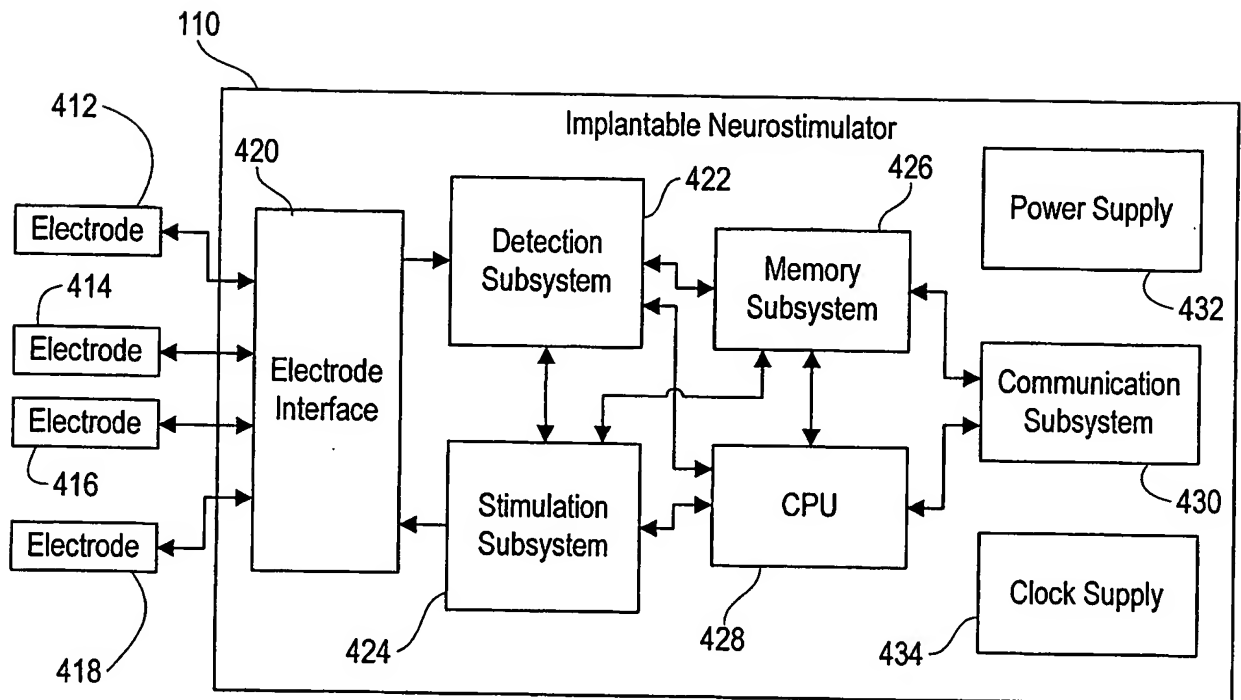 110
412
Implantable Neurostimulator
420
422
426
Electrode
Detection
Subsystem
Memory
Subsystem
Power Supply
432
414
Electrode
Electrode
Interface
Communication
Subsystem
430
Electrode
416
Stimulation
Subsystem
CPU
Electrode
418
424
428
Clock Supply
434